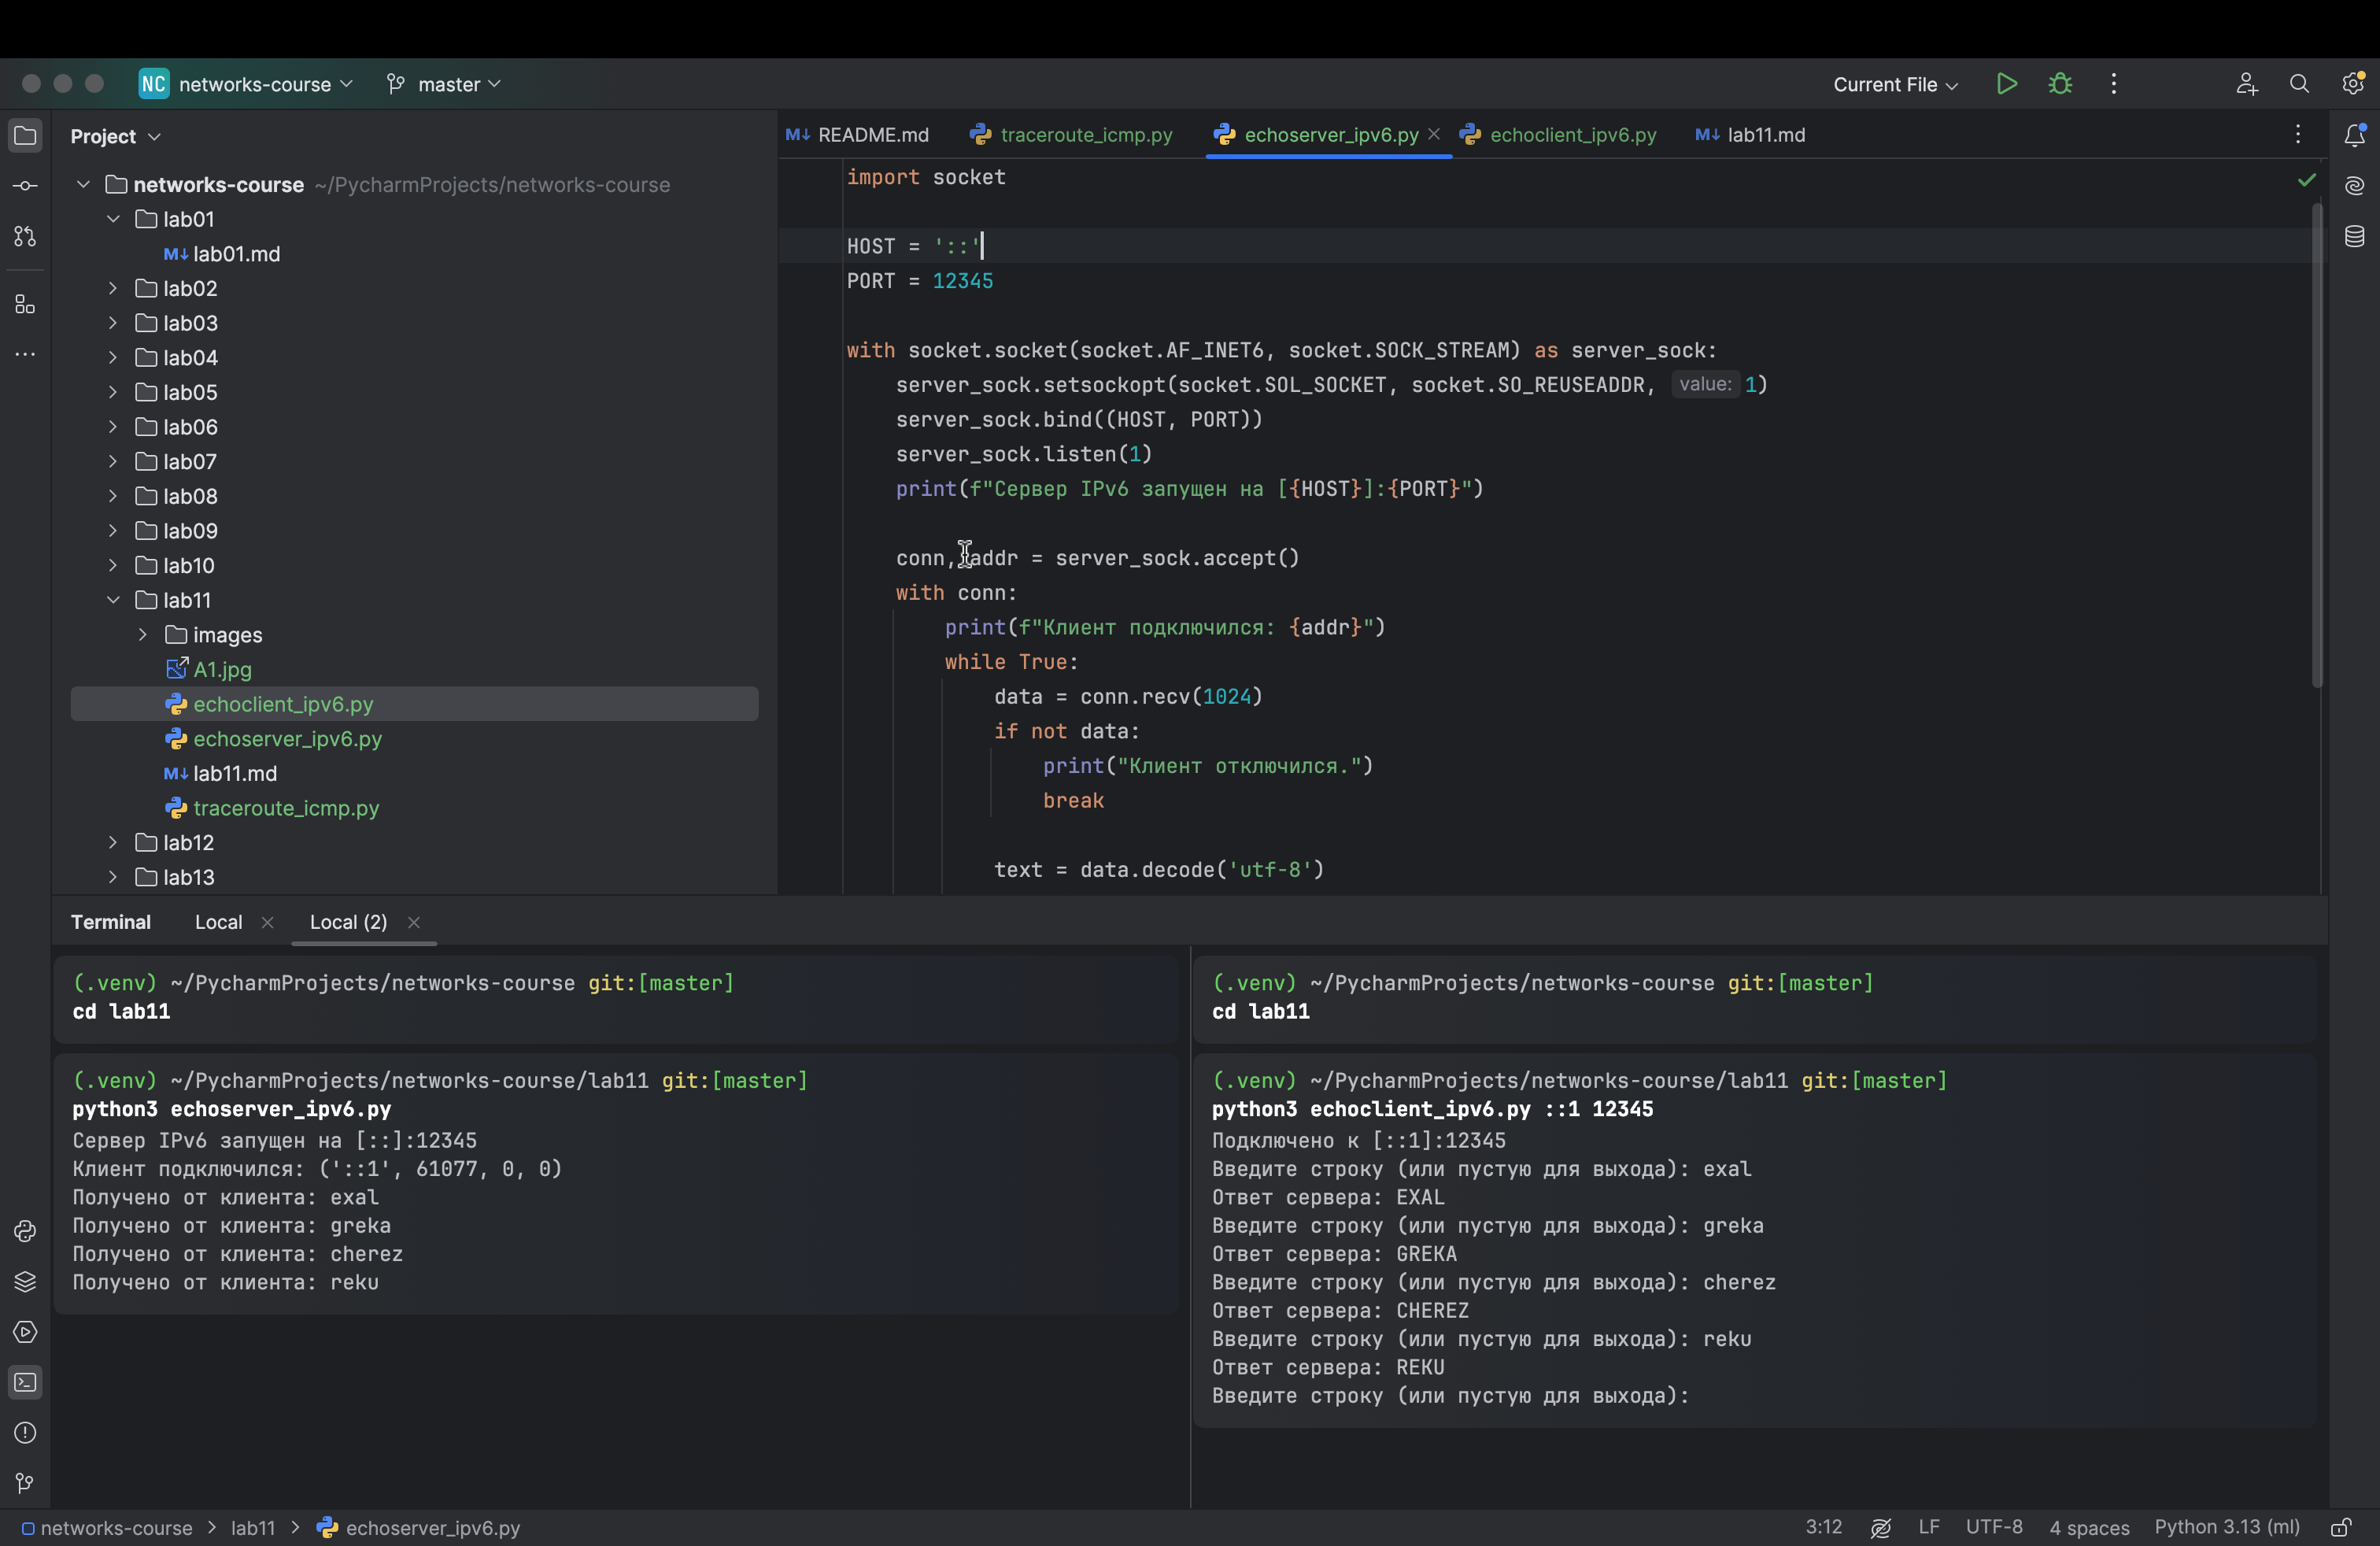 NC networks-course master Current File
Project
networks-course ~/PycharmProjects/networks-course
lab01
M↓ lab01.md
lab02
lab03
lab04
lab05
lab06
lab07
lab08
lab09
lab10
lab11
images
A1.jpg
echoclient_ipv6.py
echoserver_ipv6.py
M↓ lab11.md
traceroute_icmp.py
lab12
lab13
M↓ README.md traceroute_icmp.py echoserver_ipv6.py echoclient_ipv6.py M↓ lab11.md
import socket
HOST = '::'
PORT = 12345
with socket.socket(socket.AF_INET6, socket.SOCK_STREAM) as server_sock:
server_sock.setsockopt(socket.SOL_SOCKET, socket.SO_REUSEADDR, value: 1)
server_sock.bind((HOST, PORT))
server_sock.listen(1)
print(f"Сервер IPv6 запущен на [{HOST}]:{PORT}")
conn, addr = server_sock.accept()
with conn:
print(f"Клиент подключился: {addr}")
while True:
data = conn.recv(1024)
if not data:
print("Клиент отключился.")
break
text = data.decode('utf-8')
Terminal Local Local (2)
(.venv) ~/PycharmProjects/networks-course git:[master]
cd lab11
(.venv) ~/PycharmProjects/networks-course/lab11 git:[master]
python3 echoserver_ipv6.py
Сервер IPv6 запущен на [::]:12345
Клиент подключился: ('::1', 61077, 0, 0)
Получено от клиента: exal
Получено от клиента: greka
Получено от клиента: cherez
Получено от клиента: reku
(.venv) ~/PycharmProjects/networks-course git:[master]
cd lab11
(.venv) ~/PycharmProjects/networks-course/lab11 git:[master]
python3 echoclient_ipv6.py ::1 12345
Подключено к [::1]:12345
Введите строку (или пустую для выхода): exal
Ответ сервера: EXAL
Введите строку (или пустую для выхода): greka
Ответ сервера: GREKA
Введите строку (или пустую для выхода): cherez
Ответ сервера: CHEREZ
Введите строку (или пустую для выхода): reku
Ответ сервера: REKU
Введите строку (или пустую для выхода):
networks-course > lab11 > echoserver_ipv6.py 3:12 LF UTF-8 4 spaces Python 3.13 (ml)